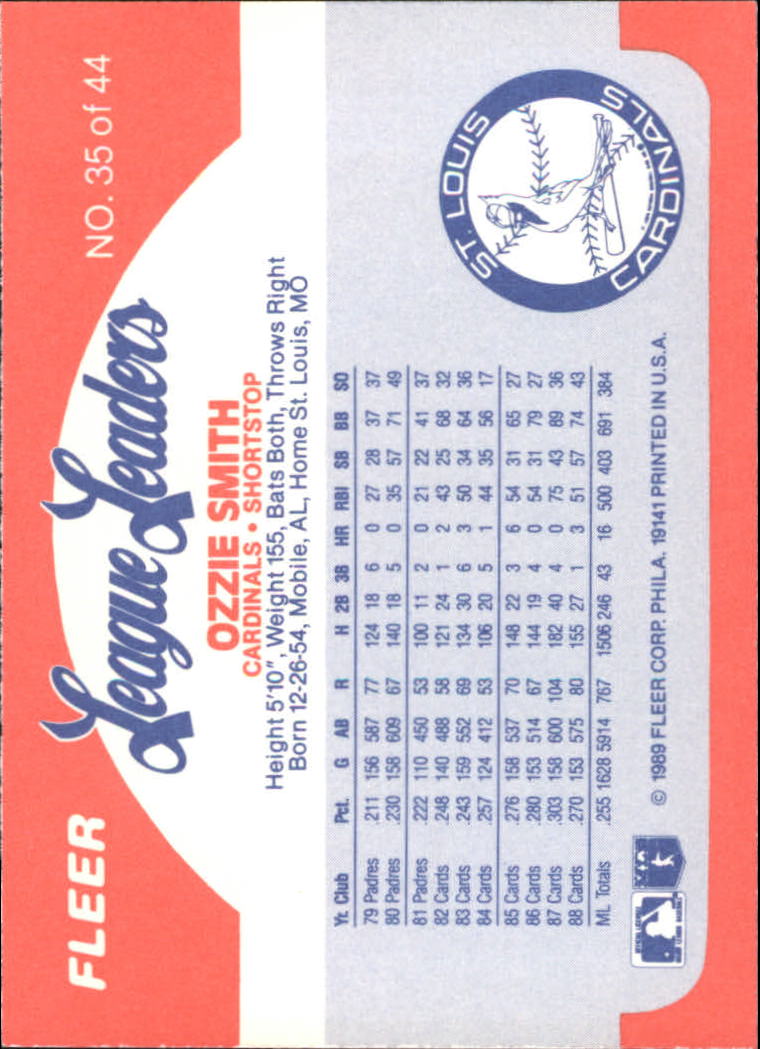 FLEER
League Leaders
NO. 35 of 44
OZZIE SMITH
CARDINALS • SHORTSTOP
Height 5'10", Weight 155, Bats Both, Throws Right
Born 12-26-54, Mobile, AL, Home St. Louis, MO
Yr. Club Pct. G AB R H 2B 3B HR RBI SB BB SO
79 Padres .211 156 587 77 124 18 6 0 27 28 37 37
80 Padres .230 158 609 67 140 18 5 0 35 57 71 49
81 Padres .222 110 450 53 100 11 2 0 21 22 41 37
82 Cards .248 140 488 58 121 24 1 2 43 25 68 32
83 Cards .243 159 552 69 134 30 6 3 50 34 64 36
84 Cards .257 124 412 53 106 20 5 1 44 35 56 17
85 Cards .276 158 537 70 148 22 3 6 54 31 65 27
86 Cards .280 153 514 67 144 19 4 0 54 31 79 27
87 Cards .303 158 600 104 182 40 4 0 75 43 89 36
88 Cards .270 153 575 80 155 27 1 3 51 57 74 43
ML Totals .255 1628 5914 767 1506 246 43 16 500 403 691 384
ST. LOUIS
CARDINALS
© 1989 FLEER CORP. PHILA. 19141 PRINTED IN U.S.A.